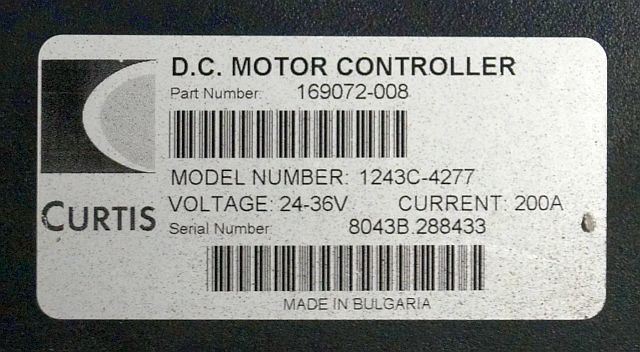 D.C. MOTOR CONTROLLER
Part Number: 169072-008
MODEL NUMBER: 1243C-4277
VOLTAGE: 24-36V CURRENT: 200A
CURTIS
Serial Number: 8043B.288433
MADE IN BULGARIA